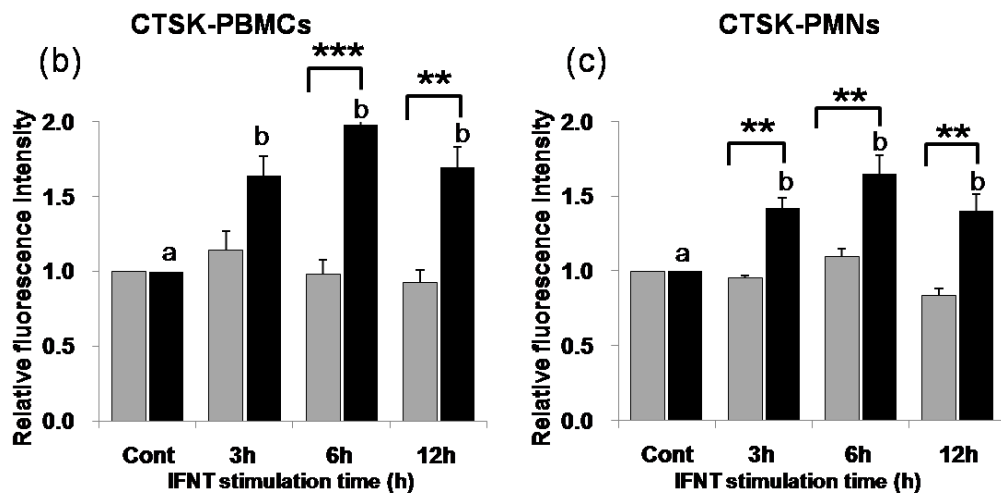 CTSK-PBMCs
(b)
***
**
b
b
b
a
Relative fluorescence Intensity
2.0
1.5
1.0
0.5
0.0
Cont 3h 6h 12h
IFNT stimulation time (h)
CTSK-PMNs
(c)
**
**
**
b
b
b
a
Relative fluorescence Intensity
2.0
1.5
1.0
0.5
0.0
Cont 3h 6h 12h
IFNT stimulation time (h)